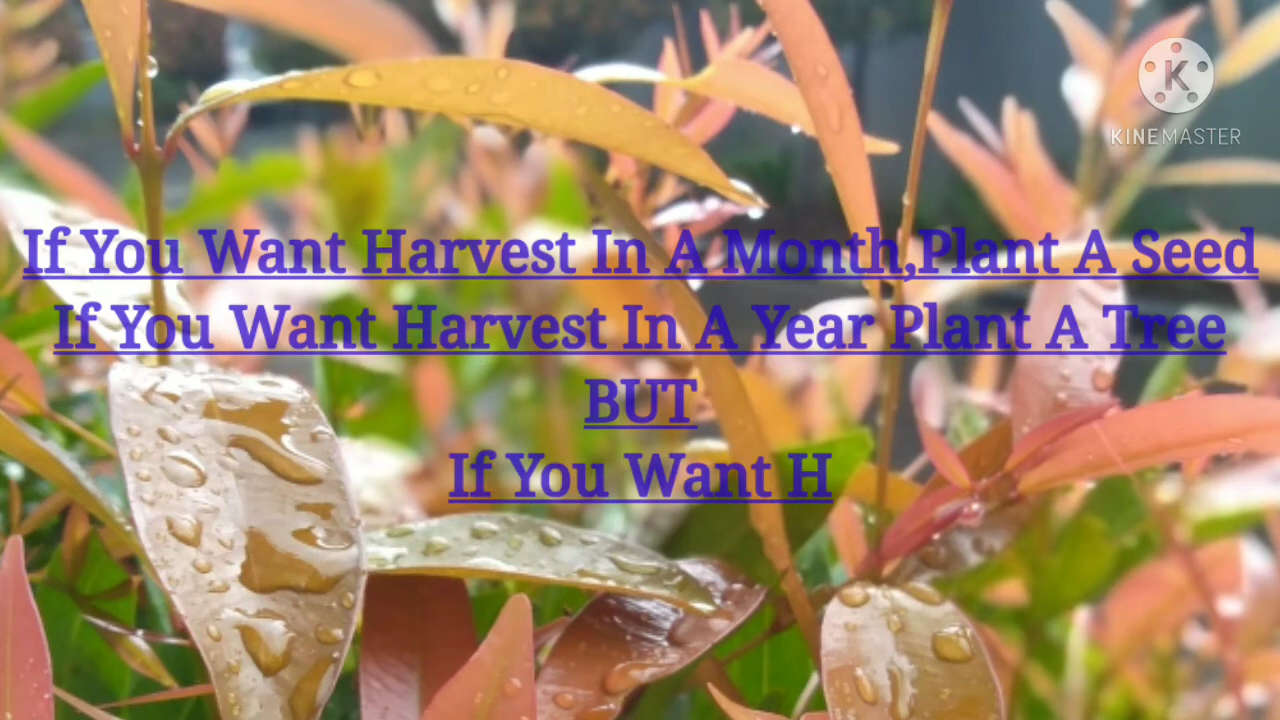 KINEMASTER
If You Want Harvest In A Month,Plant A Seed
If You Want Harvest In A Year Plant A Tree
BUT
If You Want H